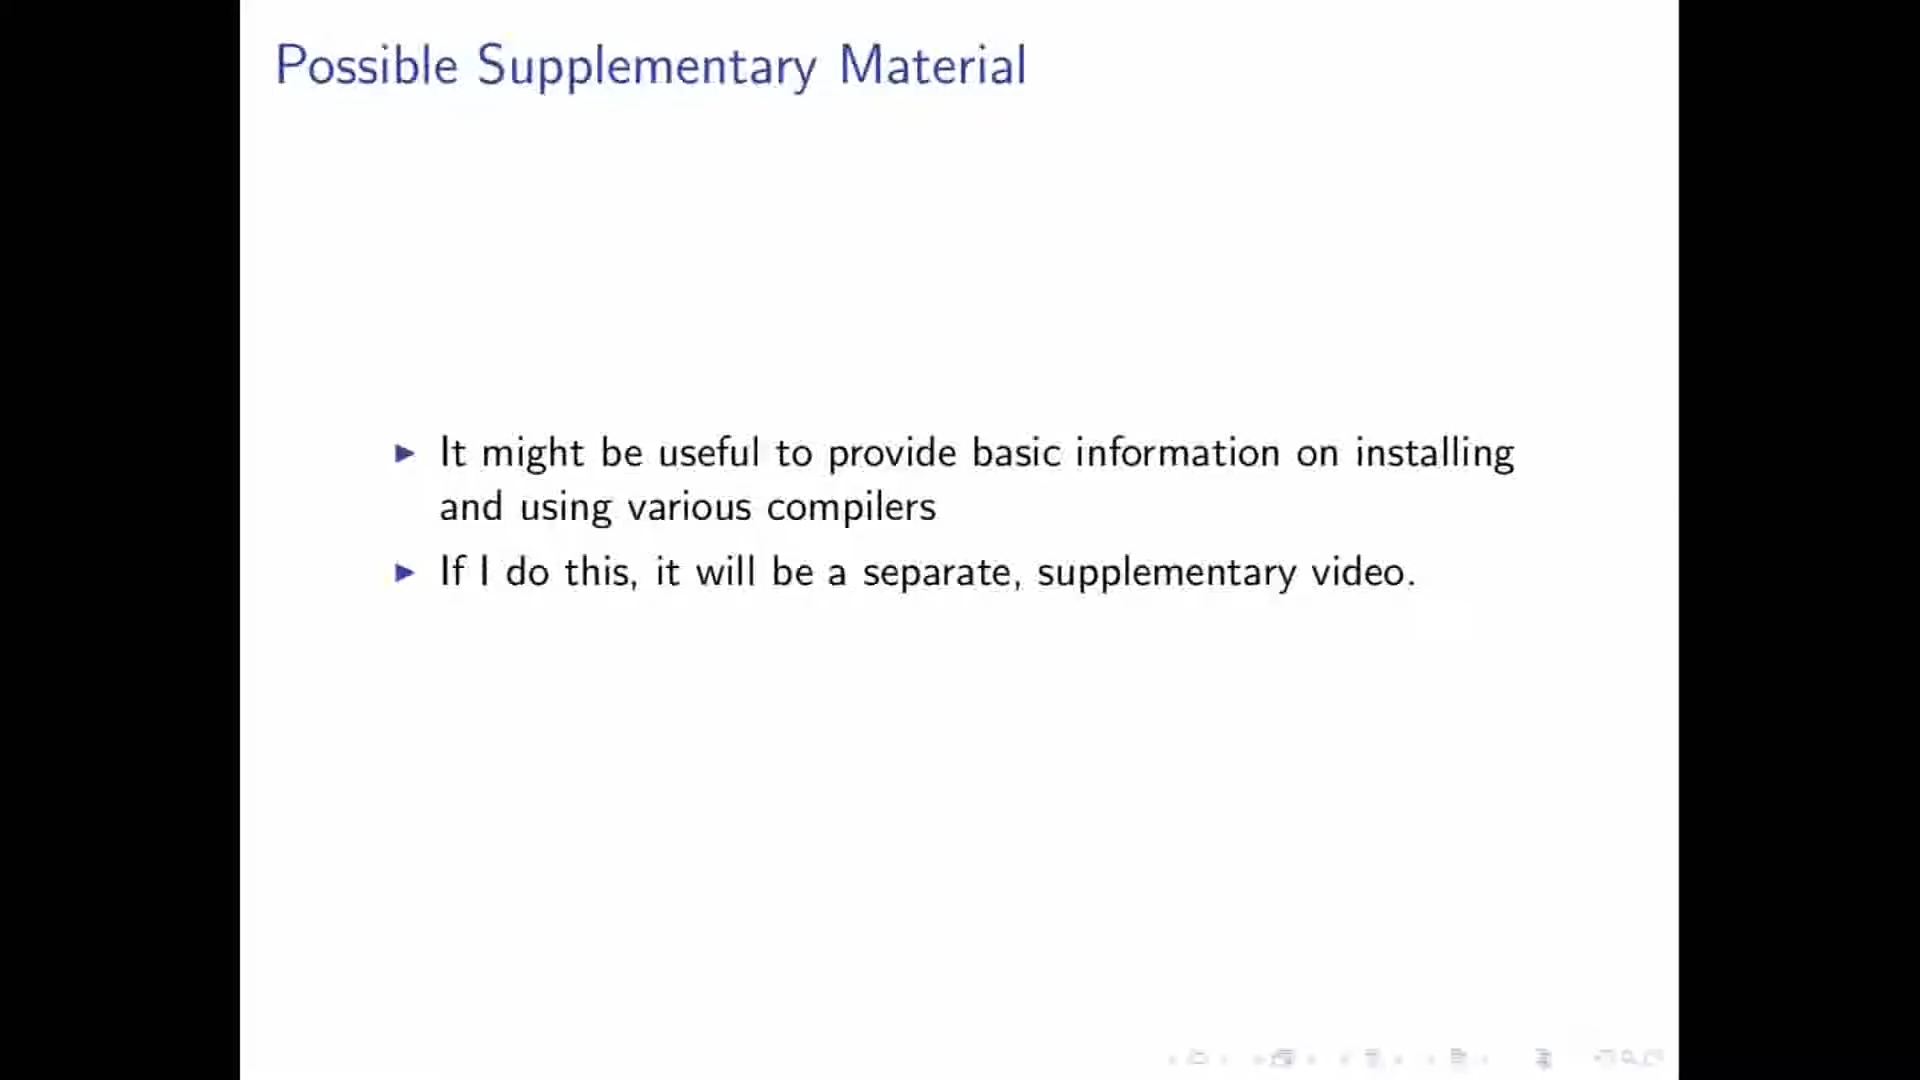 Possible Supplementary Material
It might be useful to provide basic information on installing
and using various compilers
If I do this, it will be a separate, supplementary video.